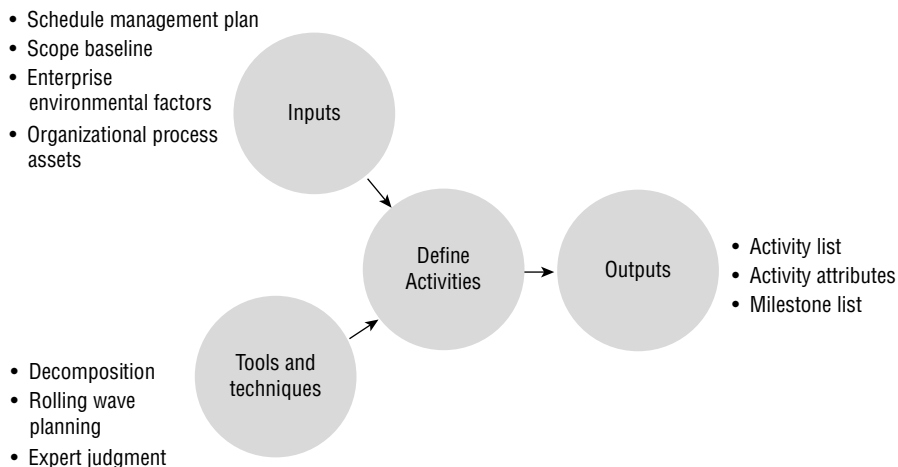 • Schedule management plan
• Scope baseline
• Enterprise
environmental factors
• Organizational process
assets
Inputs
Define
Activities
Outputs
• Activity list
• Activity attributes
• Milestone list
Tools and
techniques
• Decomposition
• Rolling wave
planning
• Expert judgment